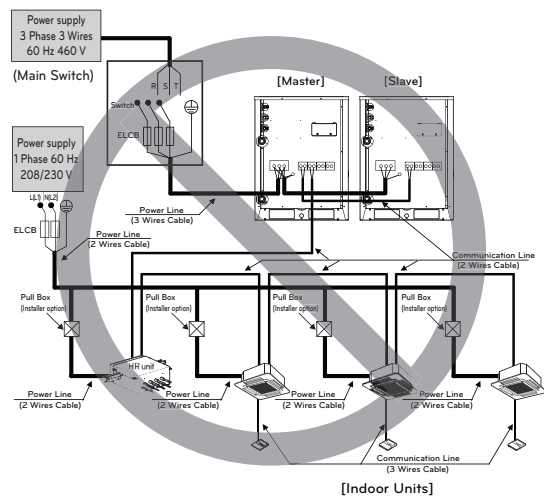 Power supply
3 Phase 3 Wires
60 Hz 460 V
(Main Switch)
R S T
Switch
ELCB
[Master]
[Slave]
Power supply
1 Phase 60 Hz
208/230 V
L(L1) N(L2)
ELCB
Power Line
(2 Wires Cable)
Power Line
(3 Wires Cable)
Communication Line
(2 Wires Cable)
Pull Box
(Installer option)
Pull Box
(Installer option)
Pull Box
(Installer option)
Pull Box
(Installer option)
HR unit
Power Line
(2 Wires Cable)
Power Line
(2 Wires Cable)
Power Line
(2 Wires Cable)
Power Line
(2 Wires Cable)
Communication Line
(3 Wires Cable)
[Indoor Units]